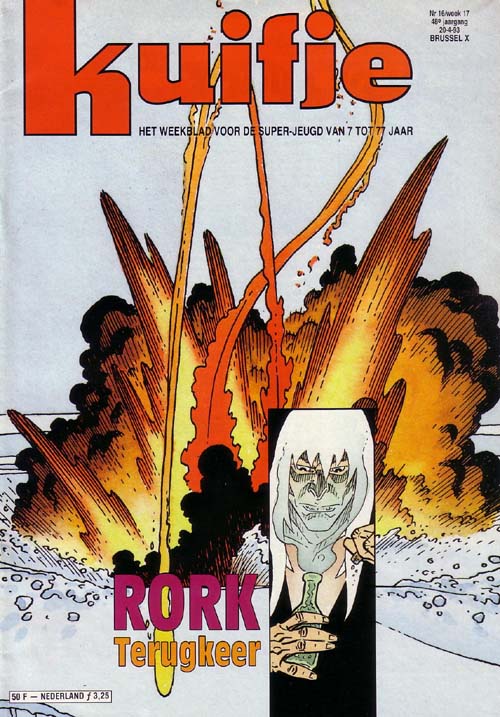 kuifje
Nr 16/week 17
48e jaargang
20-4-93
BRUSSEL X
HET WEEKBLAD VOOR DE SUPER-JEUGD VAN 7 TOT 77 JAAR
RORK
Terugkeer
50 F — NEDERLAND ƒ 3,25